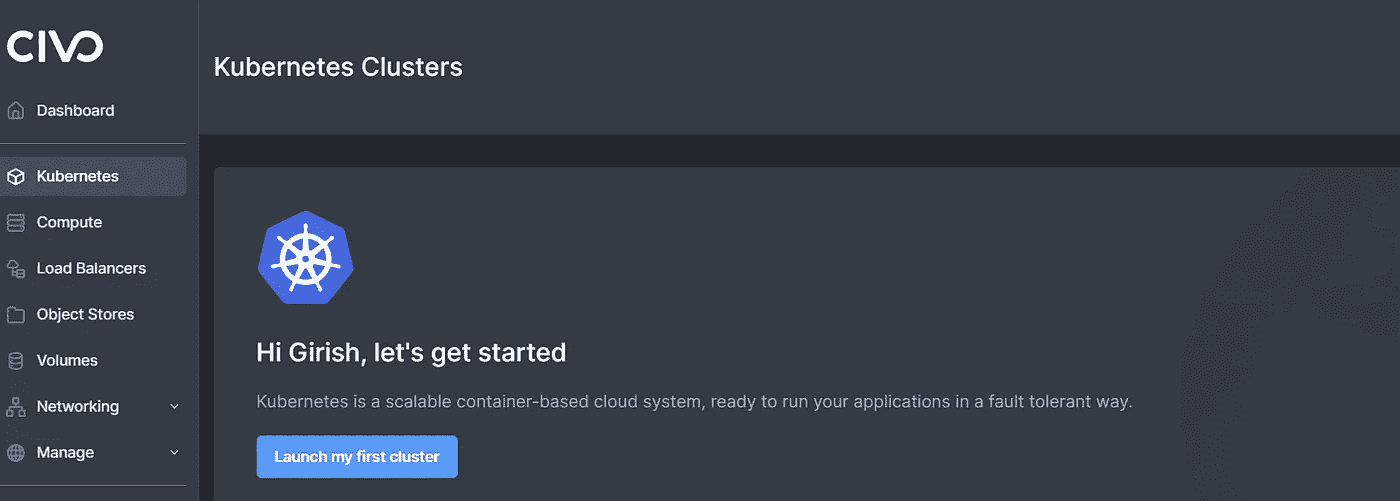 CIVO
Dashboard
Kubernetes
Compute
Load Balancers
Object Stores
Volumes
Networking
Manage
Kubernetes Clusters
Hi Girish, let's get started
Kubernetes is a scalable container-based cloud system, ready to run your applications in a fault tolerant way.
Launch my first cluster